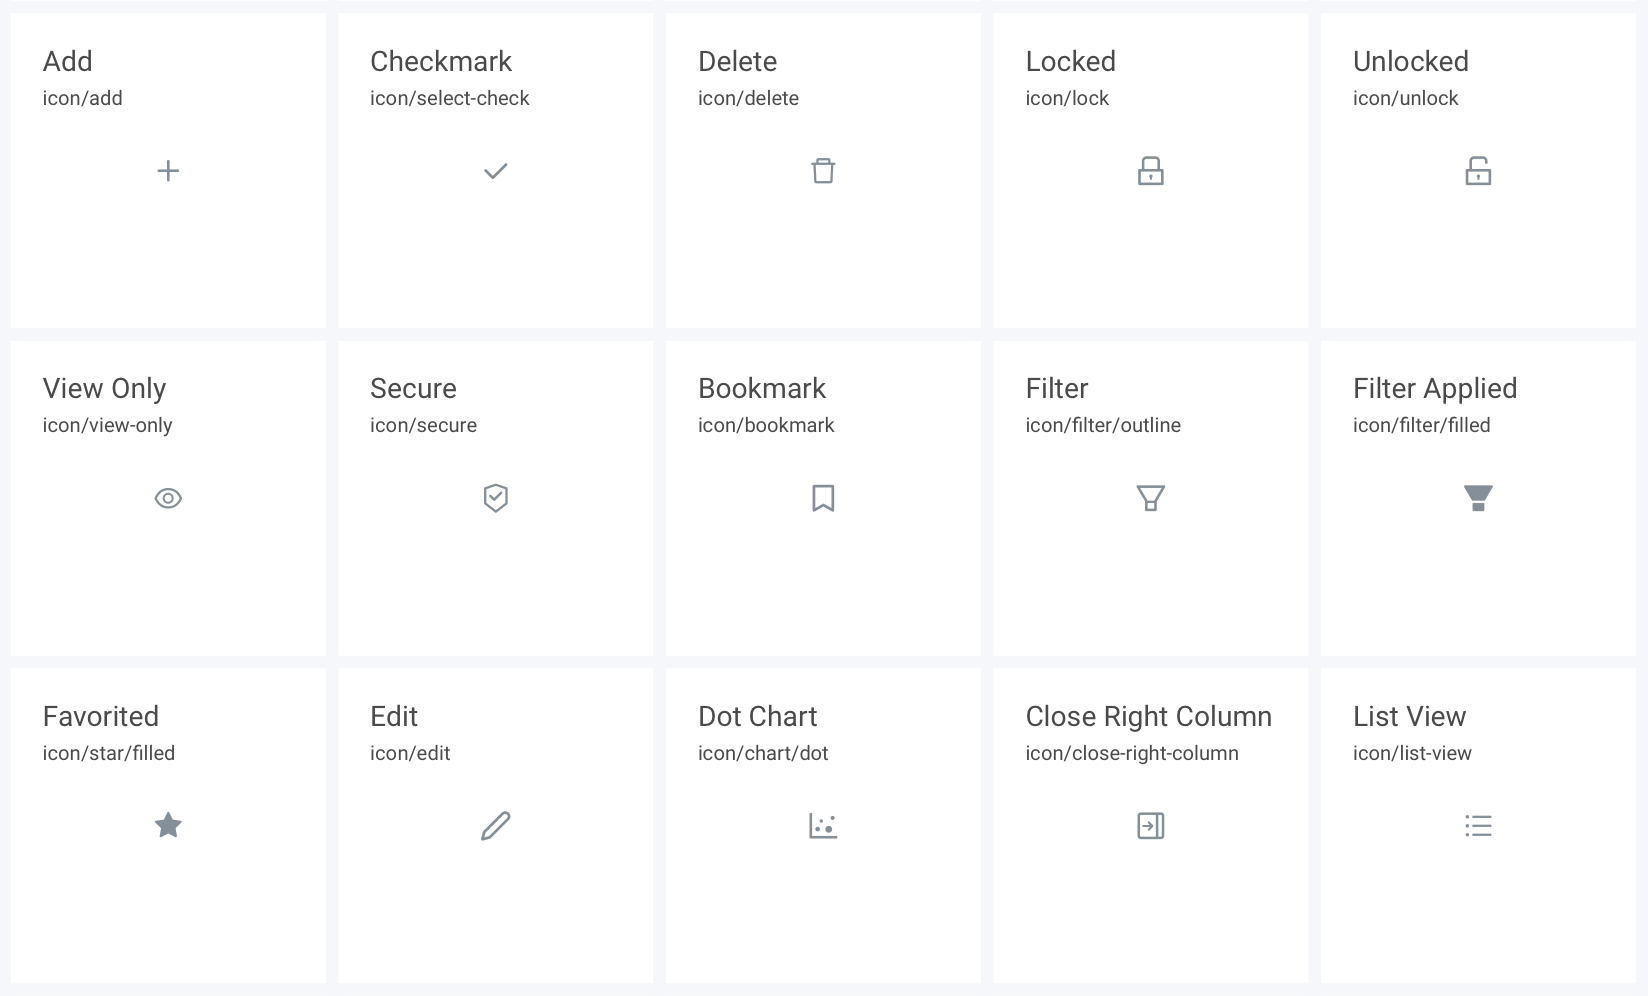 Add
icon/add
Checkmark
icon/select-check
Delete
icon/delete
Locked
icon/lock
Unlocked
icon/unlock
View Only
icon/view-only
Secure
icon/secure
Bookmark
icon/bookmark
Filter
icon/filter/outline
Filter Applied
icon/filter/filled
Favorited
icon/star/filled
Edit
icon/edit
Dot Chart
icon/chart/dot
Close Right Column
icon/close-right-column
List View
icon/list-view